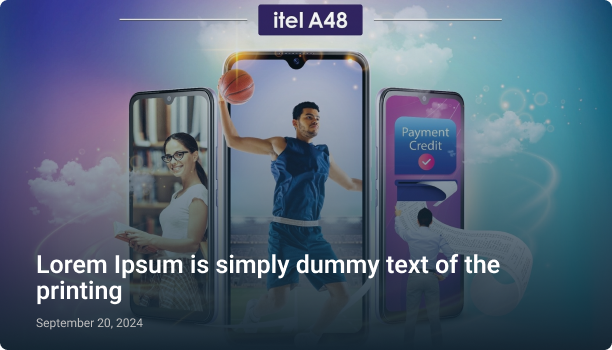 itel A48
Payment
Credit
Lorem Ipsum is simply dummy text of the
printing
September 20, 2024